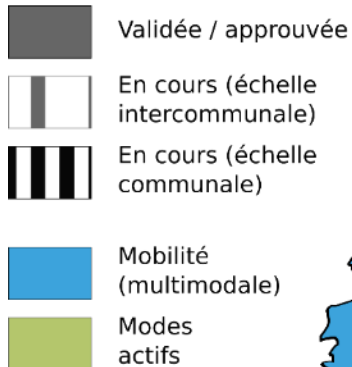 Validée / approuvée
En cours (échelle
intercommunale)
En cours (échelle
communale)
Mobilité
(multimodale)
Modes
actifs